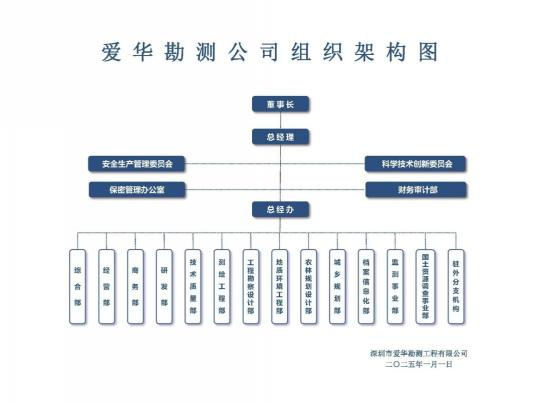 爱华勘测公司组织架构图
董事长
总经理
安全生产管理委员会
科学技术创新委员会
保密管理办公室
财务审计部
总经办
综合部
经营部
商务部
研发部
技术质量部
测绘工程部
工程勘察设计部
地质环境工程部
农林规划设计部
城乡规划部
档案信息化部
监测事业部
国土资源调查事业部
驻外分支机构
深圳市爱华勘测工程有限公司
二〇二五年一月一日